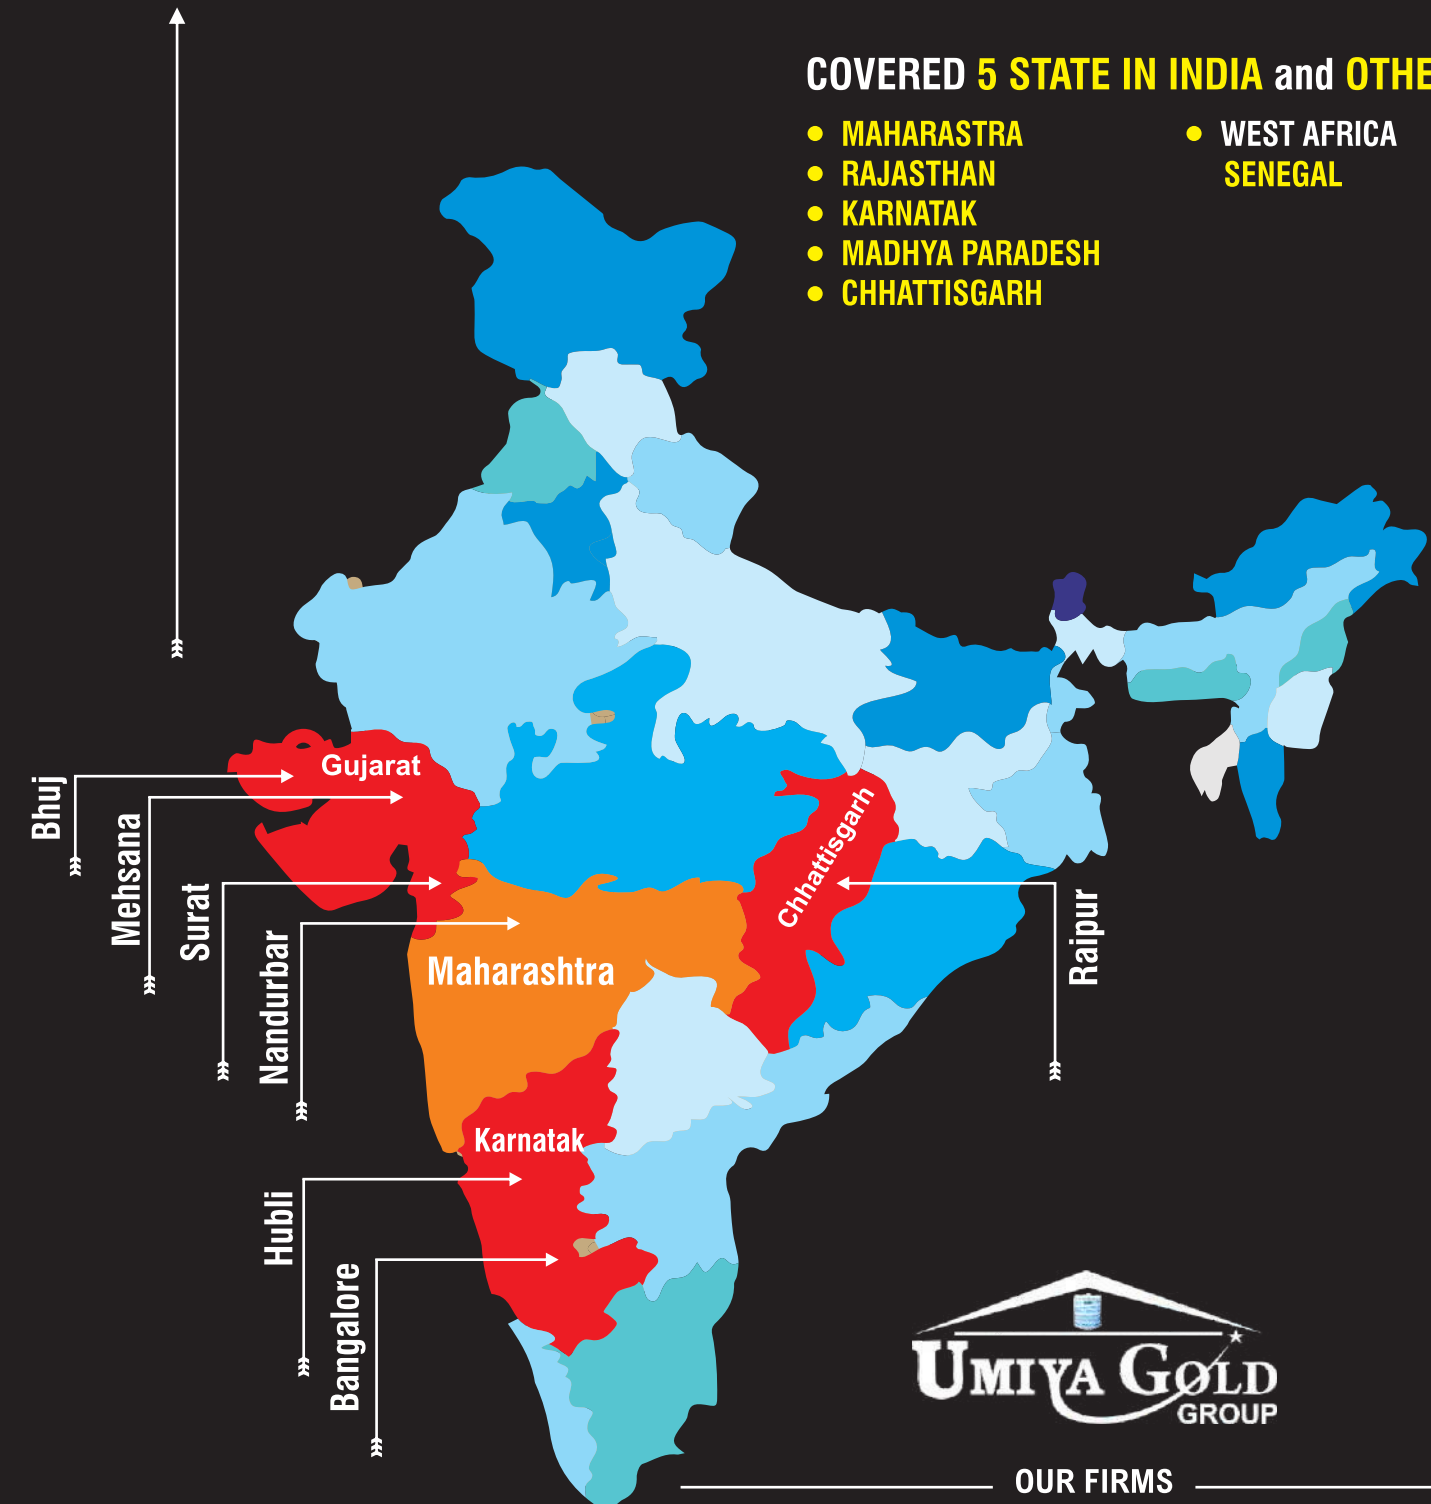 COVERED 5 STATE IN INDIA and OTHE
MAHARASTRA
RAJASTHAN
KARNATAK
MADHYA PARADESH
CHHATTISGARH
WEST AFRICA
SENEGAL
Gujarat
Bhuj
Mehsana
Surat
Nandurbar
Chhattisgarh
Raipur
Maharashtra
Karnatak
Hubli
Bangalore
UMIYA GOLD
GROUP
OUR FIRMS